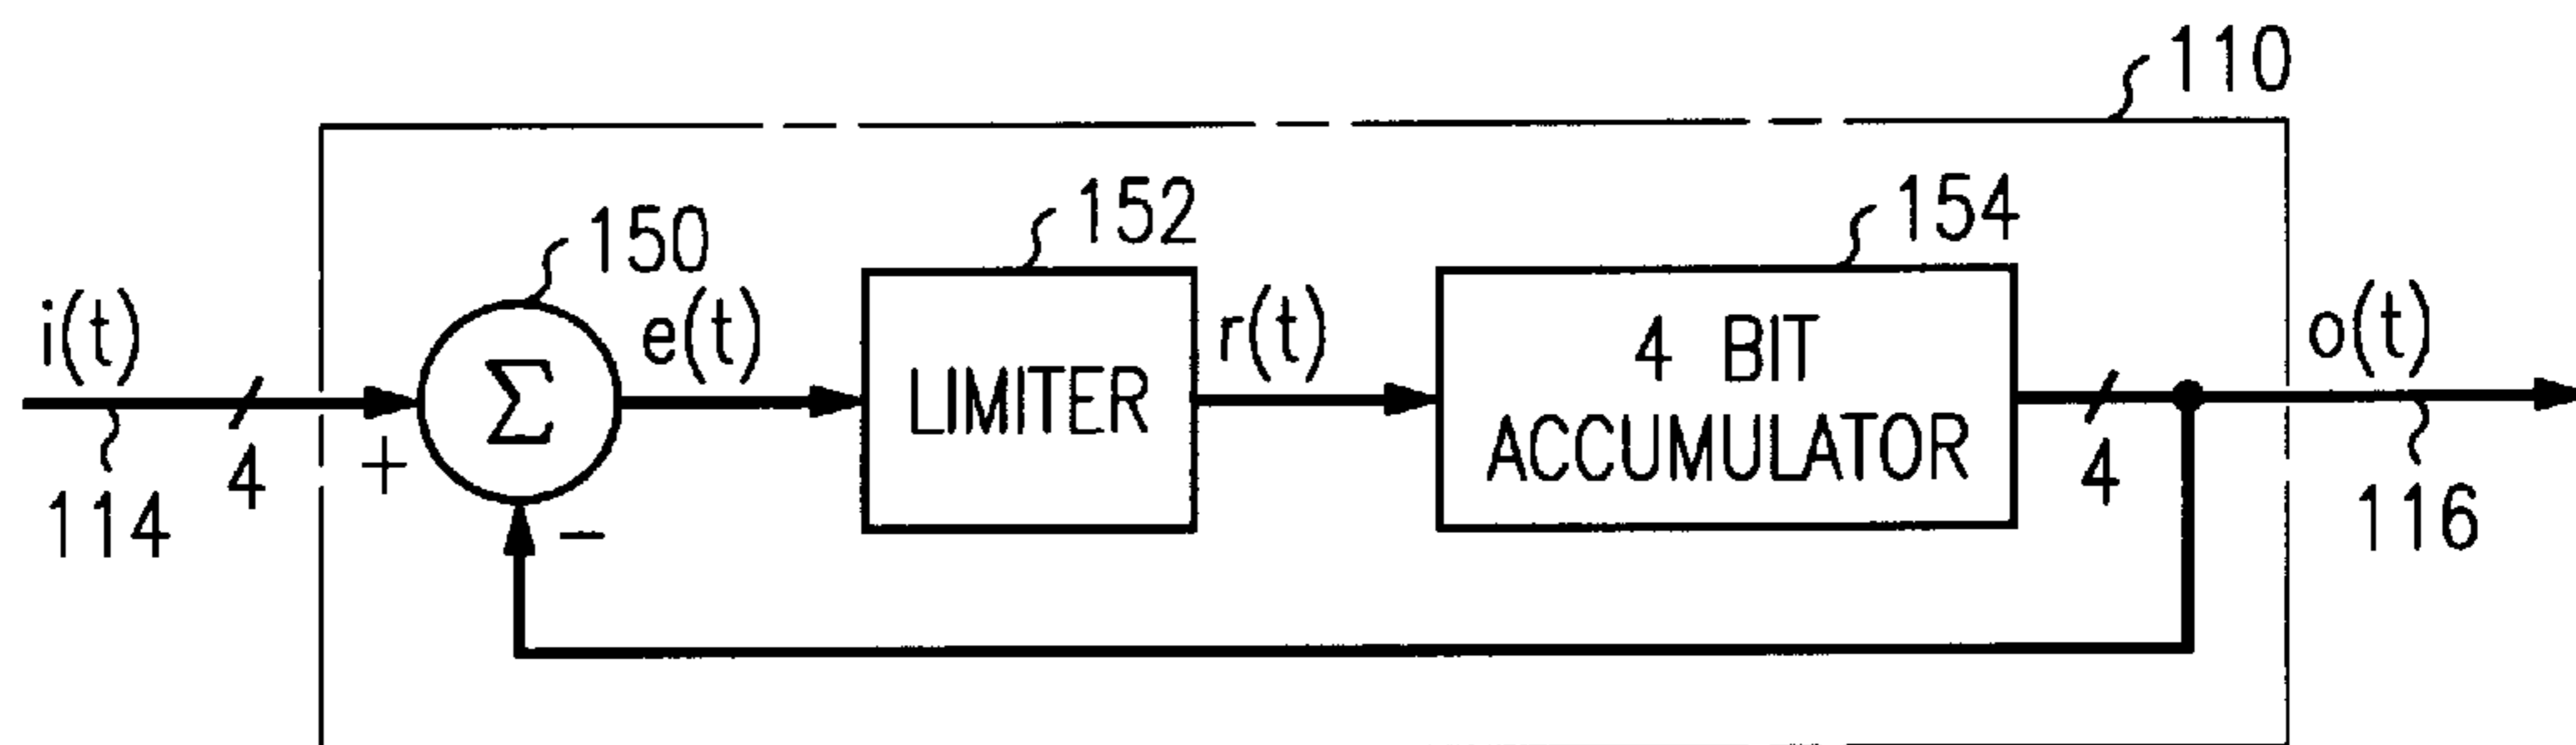 110
150
152
154
i(t)
e(t)
r(t)
o(t)
Σ
LIMITER
4 BIT
ACCUMULATOR
+
-
4
4
114
116